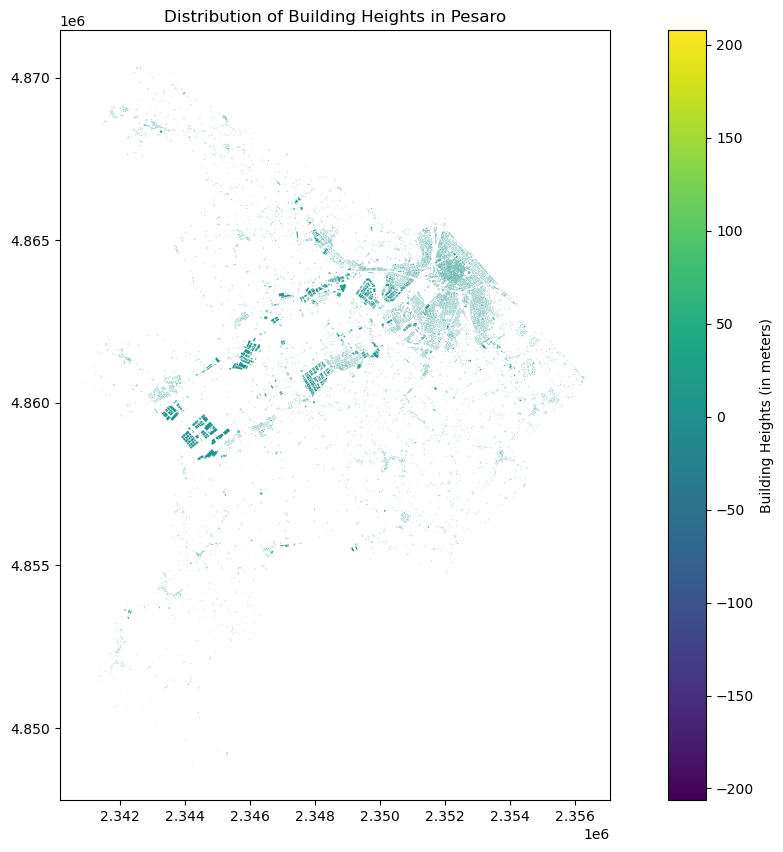 Distribution of Building Heights in Pesaro
1e6
4.870
4.865
4.860
4.855
4.850
2.342 2.344 2.346 2.348 2.350 2.352 2.354 2.356
1e6
200
150
100
50
0
−50
−100
−150
−200
Building Heights (in meters)